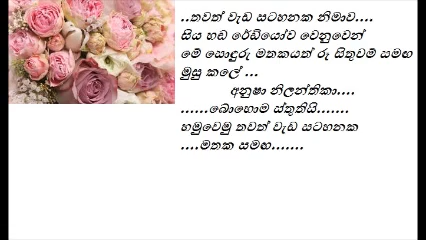 ..තවත් වැඩ සටහනක නිමාව....
සිය හඬ රේඩියෝව වෙනුවෙන්
මේ සොඳුරු මතකයත් රූ සිතුවම් සමඟ
මුසු කලේ ...
අනුෂා නිලන්තිකා....
......බොහොම ස්තූතියි.......
හමුවෙමු තවත් වැඩ සටහනක
....මතක සමඟ.......